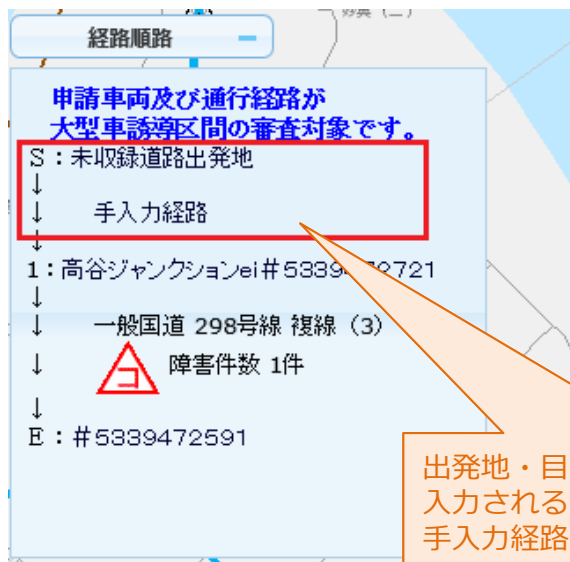 経路順路 －
申請車両及び通行経路が
大型車誘導区間の審査対象です。
S：未収録道路出発地
↓
↓ 手入力経路
↓
1：高谷ジャンクションei#5339472721
↓
↓ 一般国道 298号線 複線（3）
↓ コ 障害件数 1件
↓
E：#5339472591
出発地・目
入力される
手入力経路